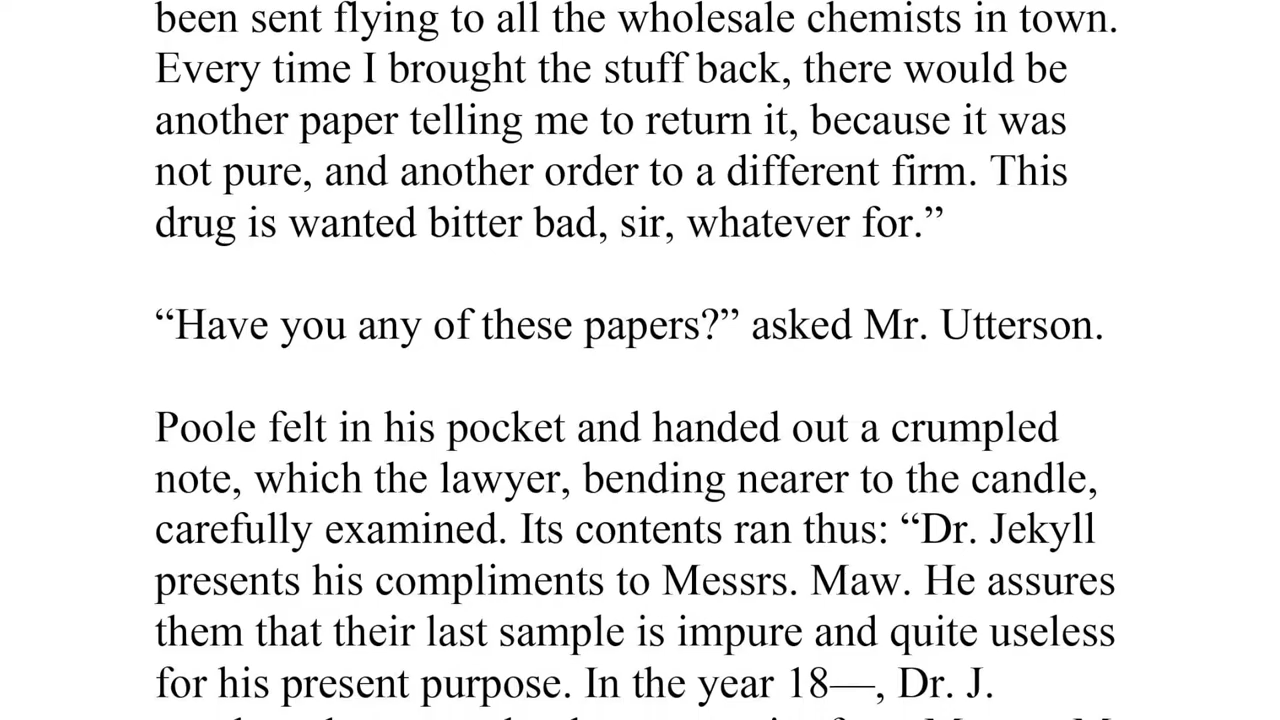 been sent flying to all the wholesale chemists in town.
Every time I brought the stuff back, there would be
another paper telling me to return it, because it was
not pure, and another order to a different firm. This
drug is wanted bitter bad, sir, whatever for.”
“Have you any of these papers?” asked Mr. Utterson.
Poole felt in his pocket and handed out a crumpled
note, which the lawyer, bending nearer to the candle,
carefully examined. Its contents ran thus: “Dr. Jekyll
presents his compliments to Messrs. Maw. He assures
them that their last sample is impure and quite useless
for his present purpose. In the year 18—, Dr. J.